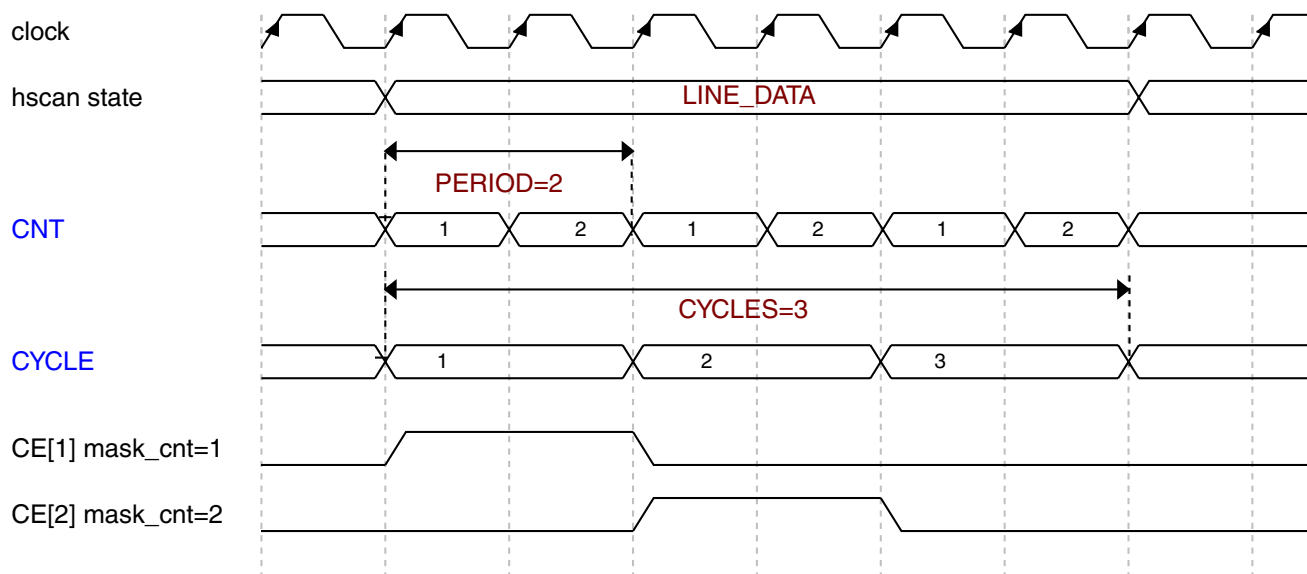 clock
hscan state LINE_DATA
PERIOD=2
CNT 1 2 1 2 1 2
CYCLES=3
CYCLE 1 2 3
CE[1] mask_cnt=1
CE[2] mask_cnt=2